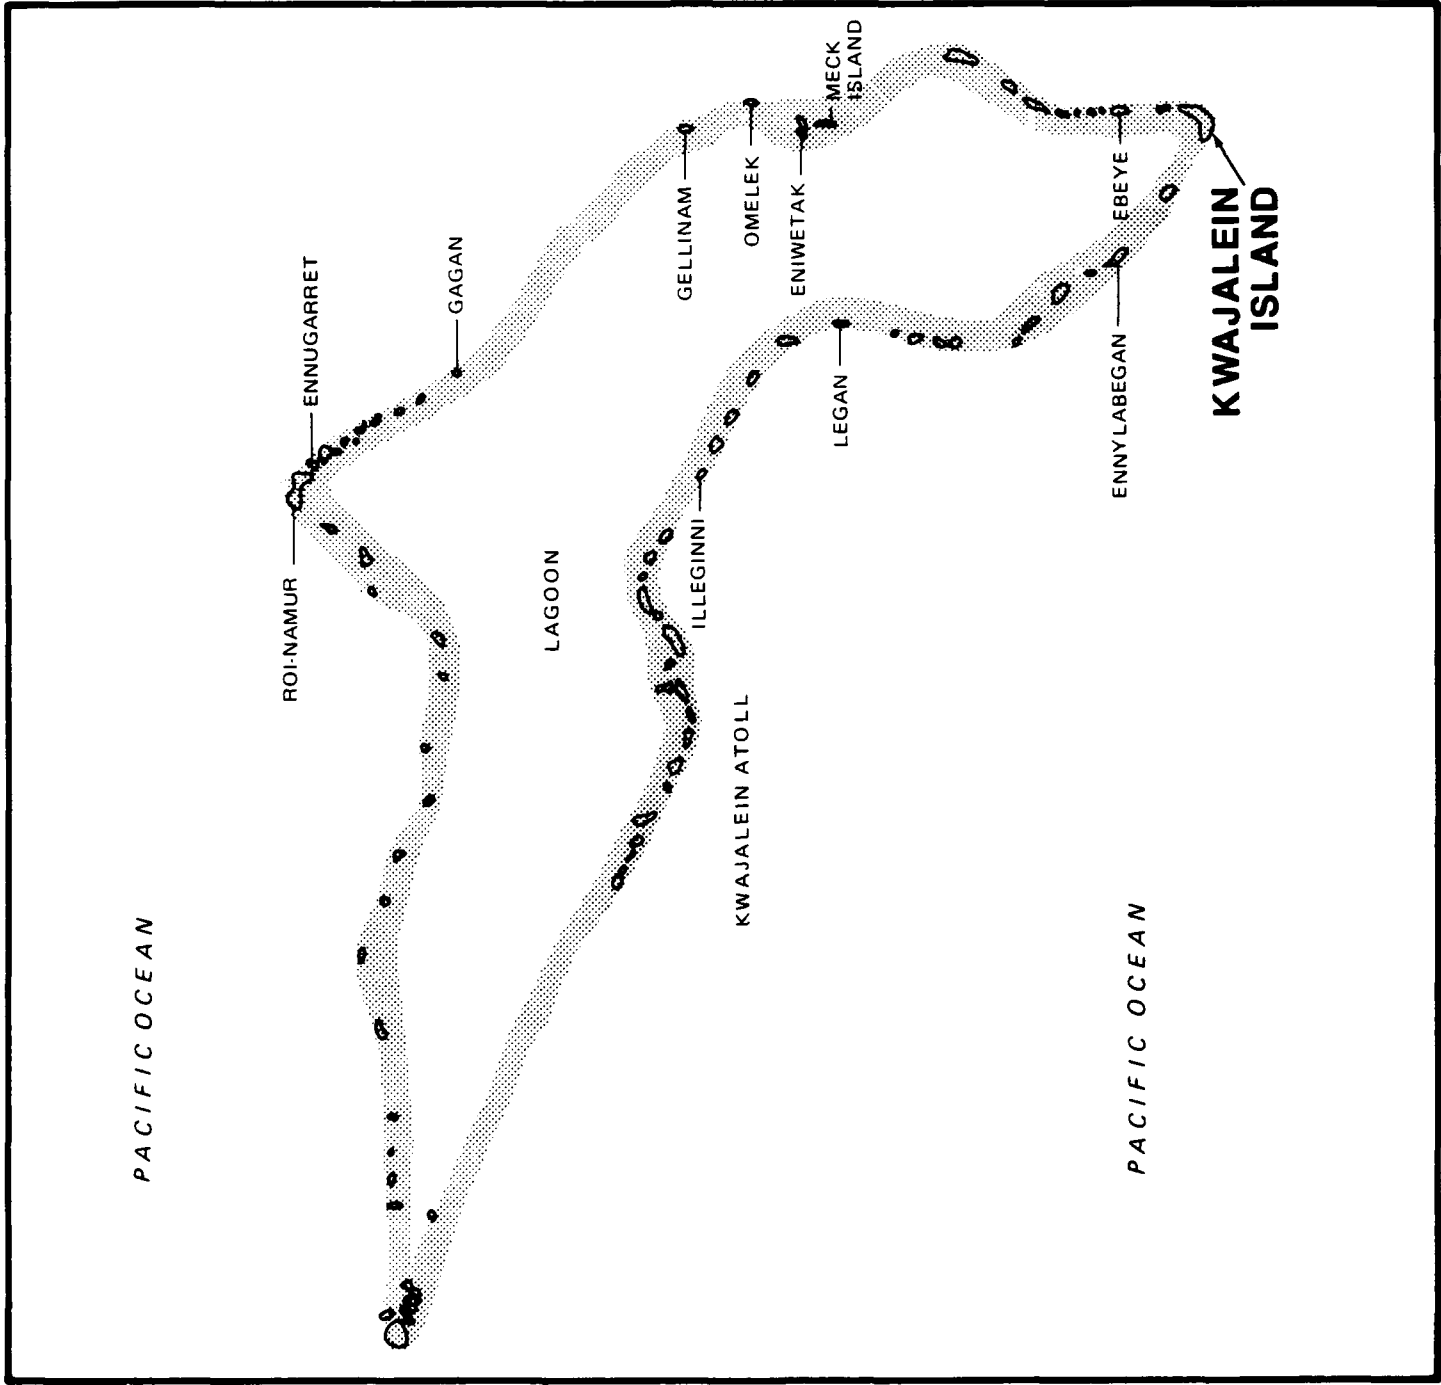 PACIFIC OCEAN
ROI-NAMUR
ENNUGARRET
GAGAN
LAGOON
GELLINAM
ILLEGINNI
KWAJALEIN ATOLL
OMELEK
ENIWETAK
MECK
ISLAND
LEGAN
ENNYLABEGAN
EBEYE
PACIFIC OCEAN
KWAJALEIN
ISLAND